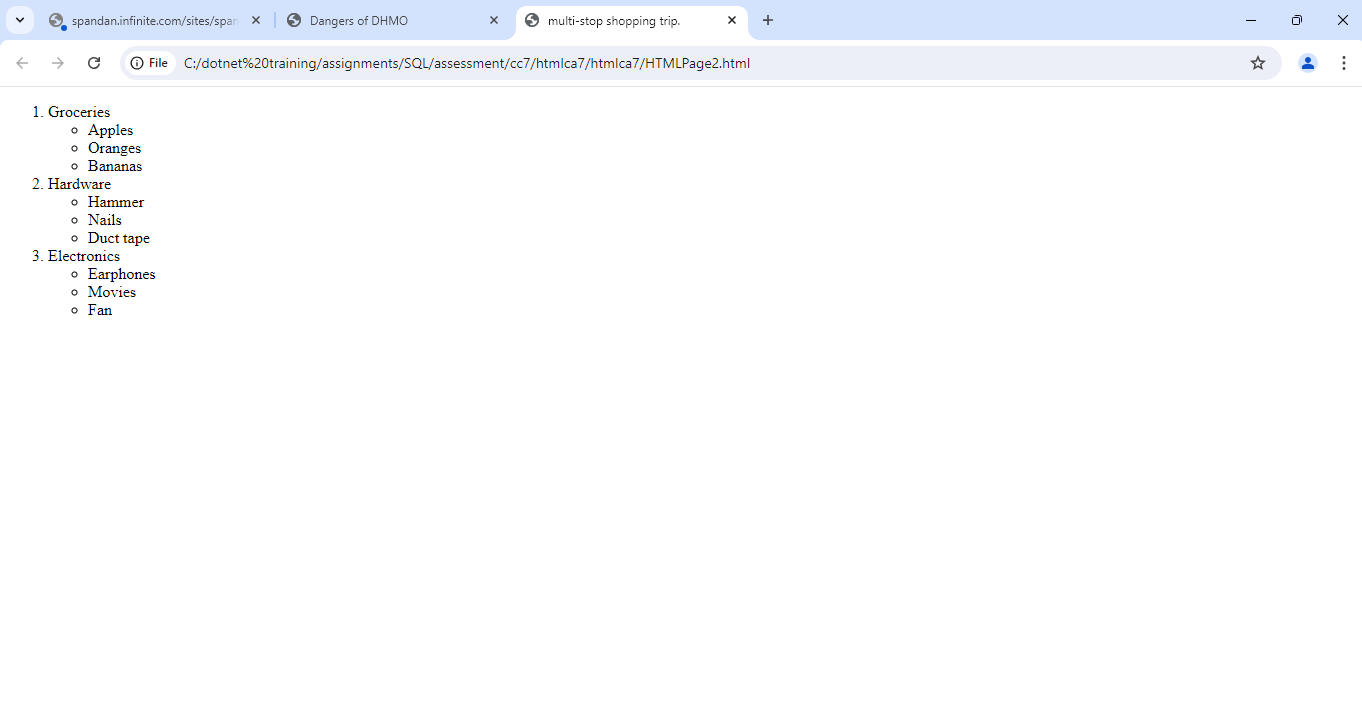 spandan.infinite.com/sites/span
Dangers of DHMO
multi-stop shopping trip.
File
C:/dotnet%20training/assignments/SQL/assessment/cc7/htmlca7/htmlca7/HTMLPage2.html
1. Groceries
Apples
Oranges
Bananas
2. Hardware
Hammer
Nails
Duct tape
3. Electronics
Earphones
Movies
Fan